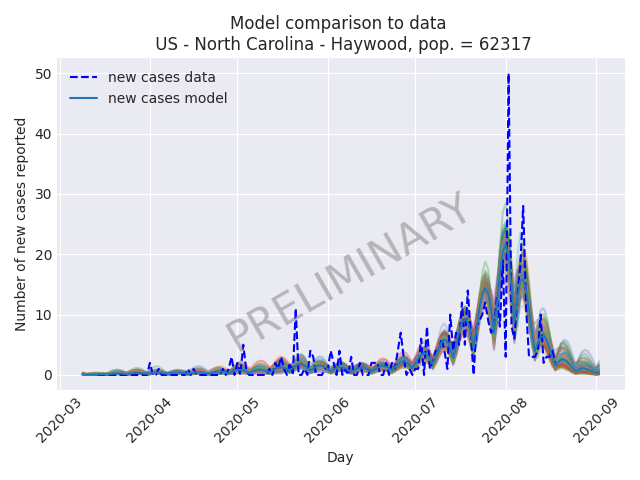 Model comparison to data
US - North Carolina - Haywood, pop. = 62317
new cases data
new cases model
PRELIMINARY
Number of new cases reported
50
40
30
20
10
0
2020-03
2020-04
2020-05
2020-06
2020-07
2020-08
2020-09
Day